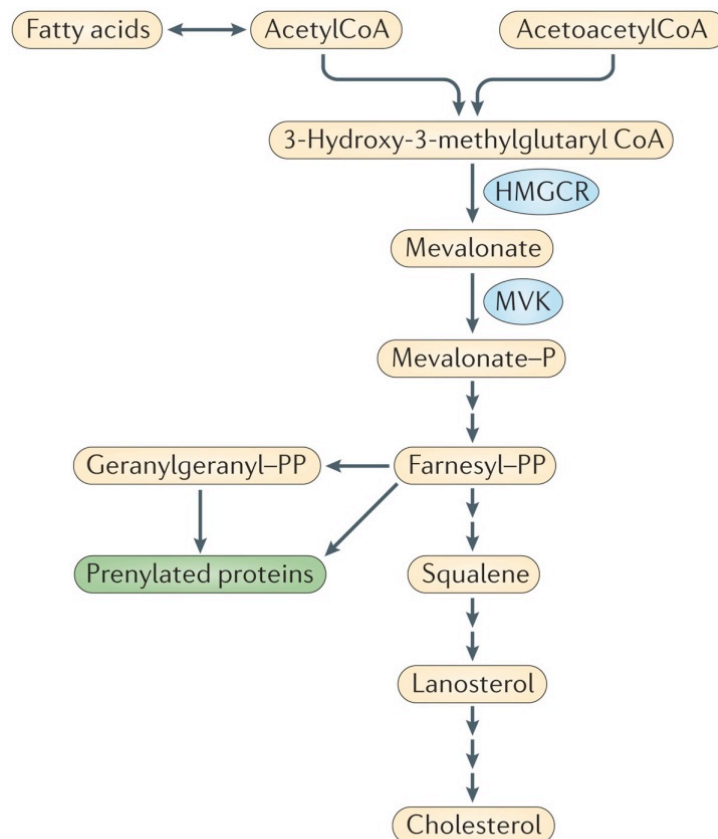 Fatty acids
AcetylCoA
AcetoacetylCoA
3-Hydroxy-3-methylglutaryl CoA
HMGCR
Mevalonate
MVK
Mevalonate–P
Geranylgeranyl–PP
Farnesyl–PP
Prenylated proteins
Squalene
Lanosterol
Cholesterol